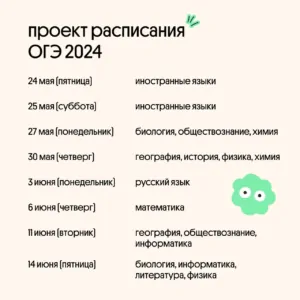 проект расписания
ОГЭ 2024
24 мая (пятница) иностранные языки
25 мая (суббота) иностранные языки
27 мая (понедельник) биология, обществознание, химия
30 мая (четверг) география, история, физика, химия
3 июня (понедельник) русский язык
6 июня (четверг) математика
11 июня (вторник) география, обществознание,
информатика
14 июня (пятница) биология, информатика,
литература, физика